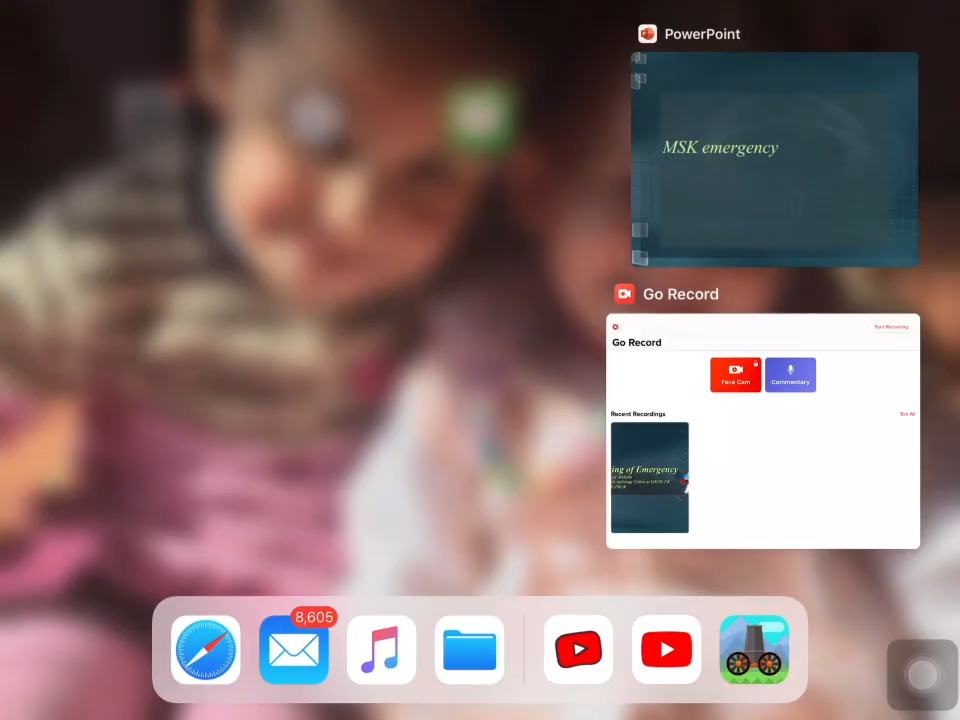 PowerPoint
MSK emergency
Go Record
Start Recording
Go Record
Face Cam
Commentary
Recent Recordings
See All
ing of Emergency
8,605